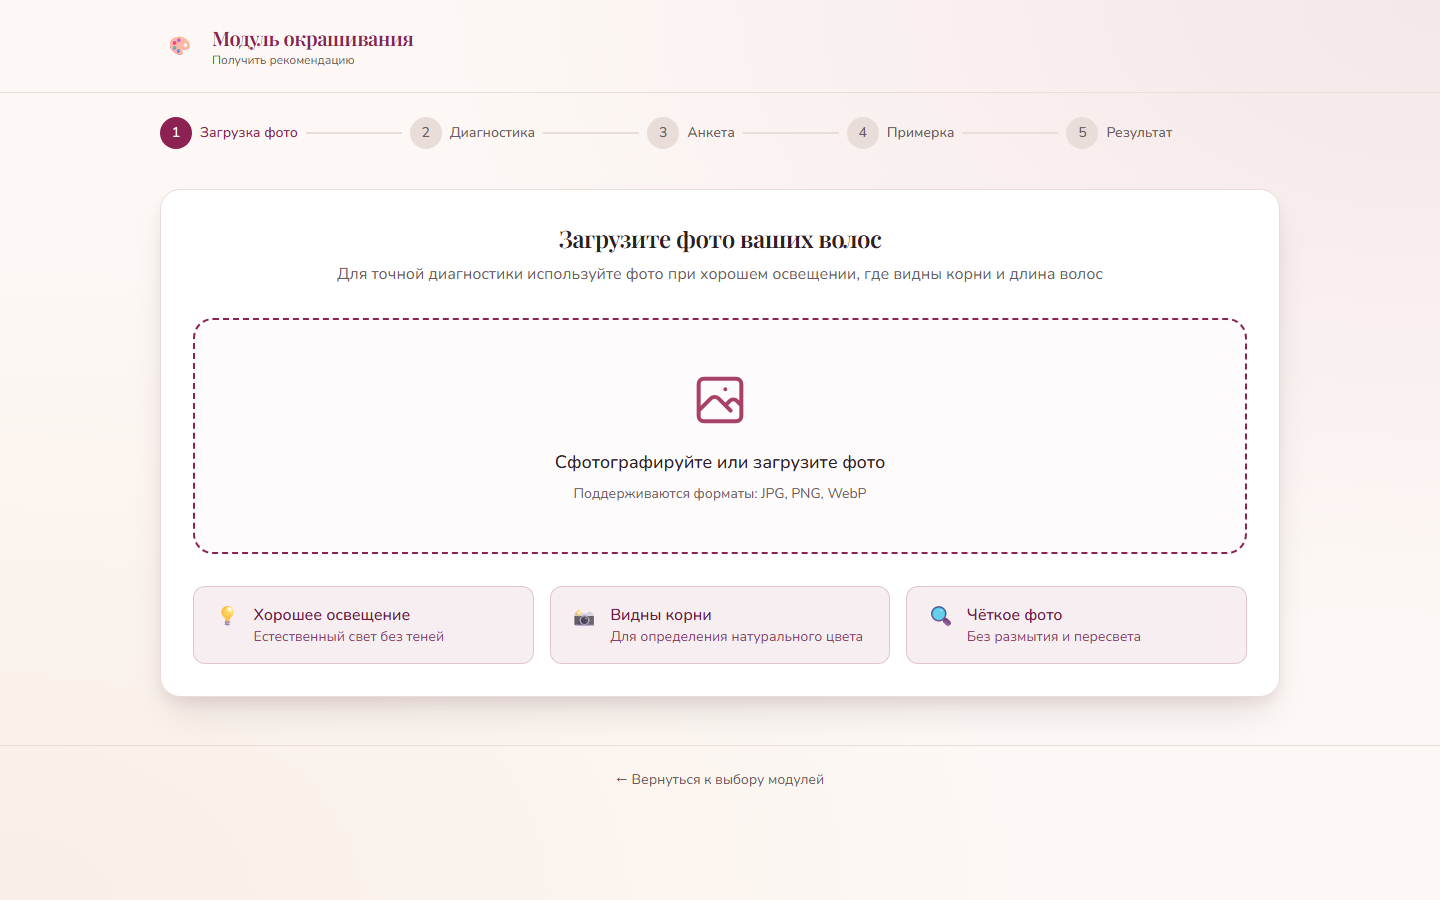 Модуль окрашивания
Получить рекомендацию
1 Загрузка фото
2 Диагностика
3 Анкета
4 Примерка
5 Результат
Загрузите фото ваших волос
Для точной диагностики используйте фото при хорошем освещении, где видны корни и длина волос
Сфотографируйте или загрузите фото
Поддерживаются форматы: JPG, PNG, WebP
Хорошее освещение
Естественный свет без теней
Видны корни
Для определения натурального цвета
Чёткое фото
Без размытия и пересвета
← Вернуться к выбору модулей